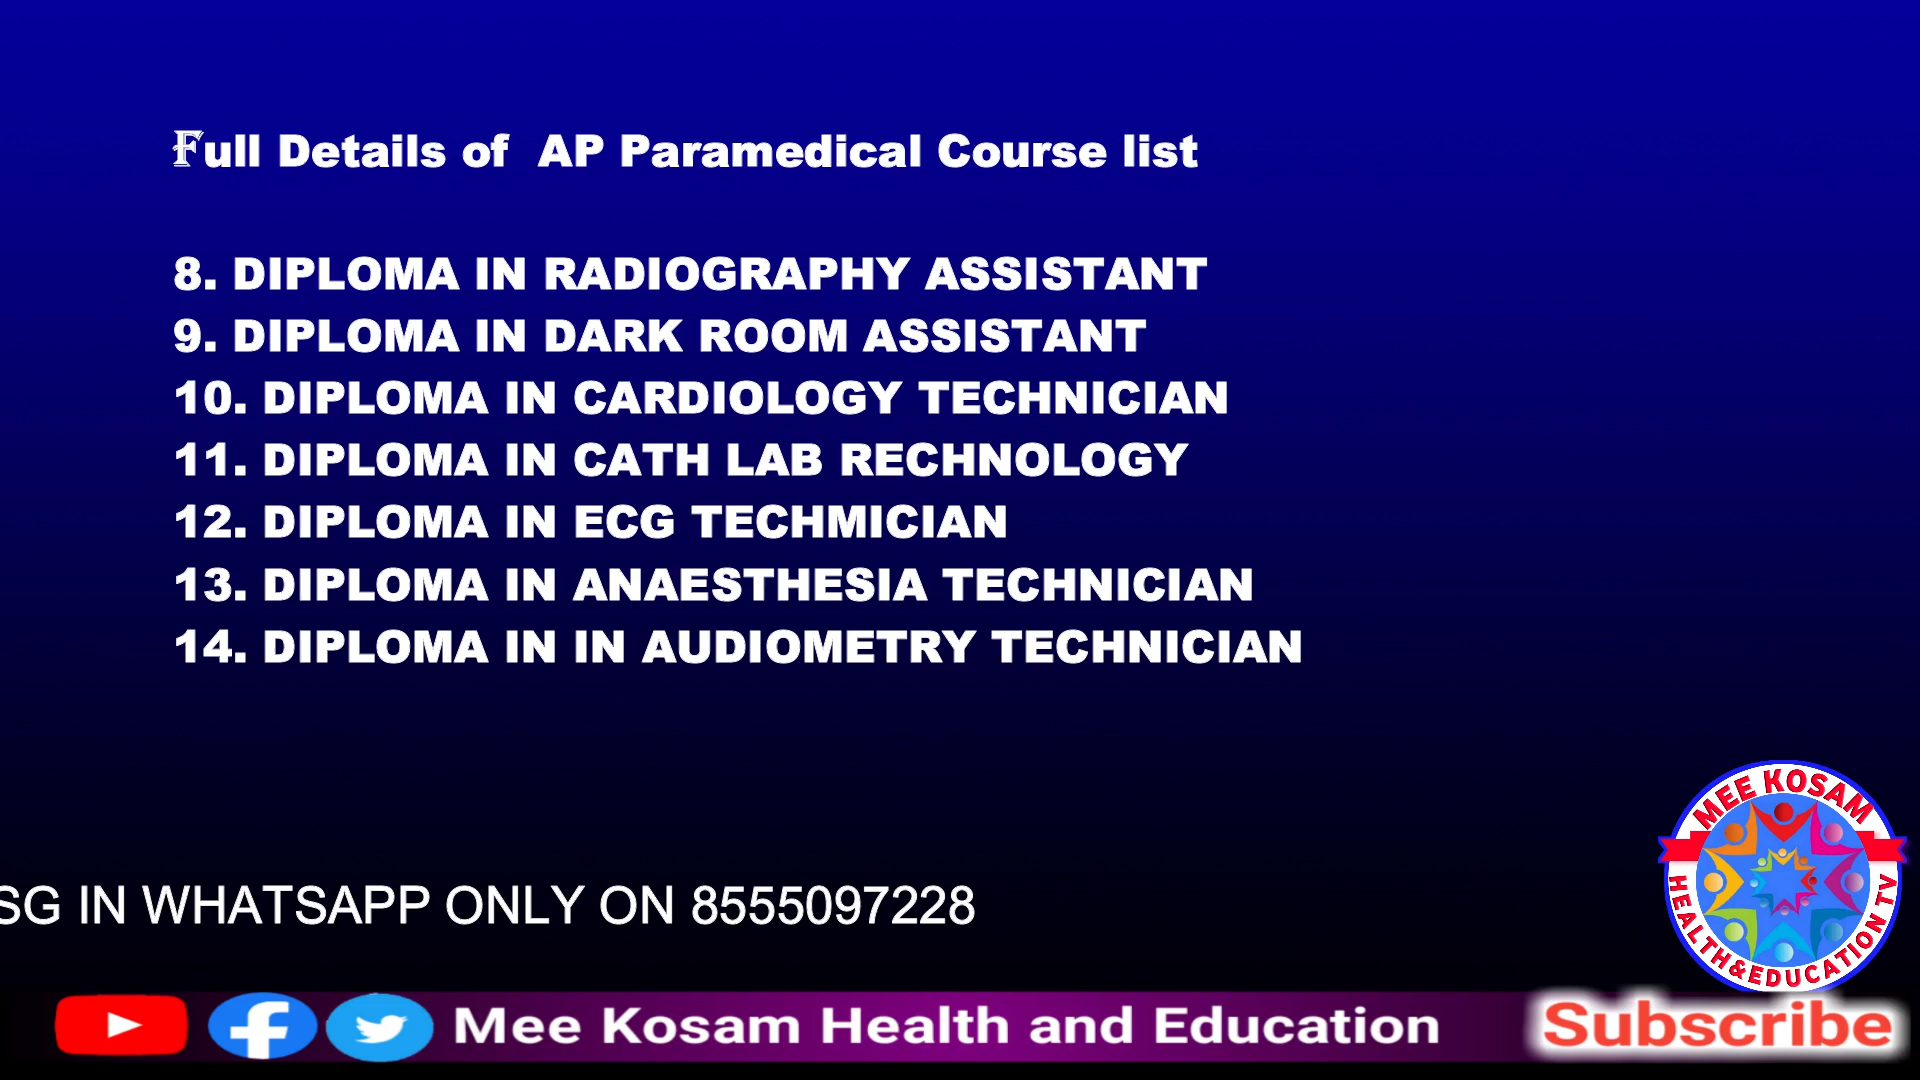 Full Details of AP Paramedical Course list
8. DIPLOMA IN RADIOGRAPHY ASSISTANT
9. DIPLOMA IN DARK ROOM ASSISTANT
10. DIPLOMA IN CARDIOLOGY TECHNICIAN
11. DIPLOMA IN CATH LAB RECHNOLOGY
12. DIPLOMA IN ECG TECHMICIAN
13. DIPLOMA IN ANAESTHESIA TECHNICIAN
14. DIPLOMA IN IN AUDIOMETRY TECHNICIAN
MEE KOSAM
HEALTH&EDUCATION TV
SG IN WHATSAPP ONLY ON 8555097228
Mee Kosam Health and Education
Subscribe